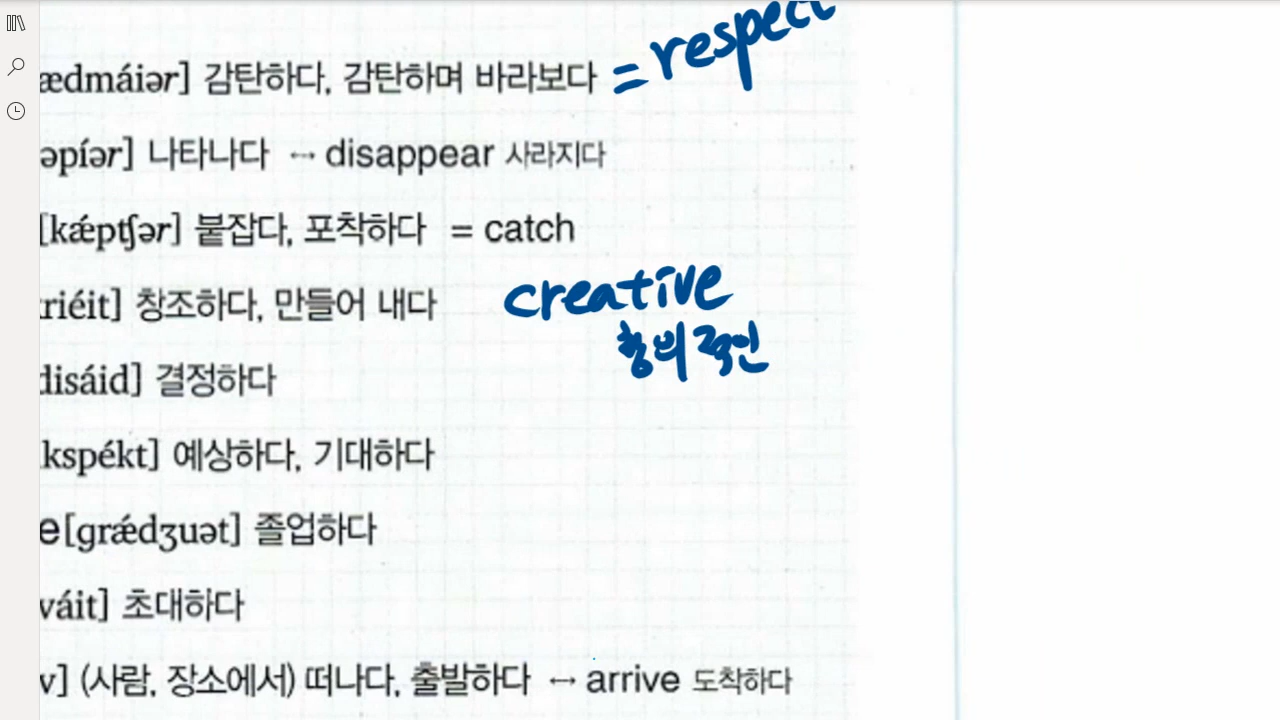 = respect
ædmáiər] 감탄하다, 감탄하며 바라보다
əpíər] 나타나다 ↔ disappear 사라지다
[kǽptʃər] 붙잡다, 포착하다 = catch
riéit] 창조하다, 만들어 내다
creative
창의적인
disáid] 결정하다
kspékt] 예상하다, 기대하다
e[grǽdʒuət] 졸업하다
váit] 초대하다
v] (사람, 장소에서) 떠나다, 출발하다 ↔ arrive 도착하다